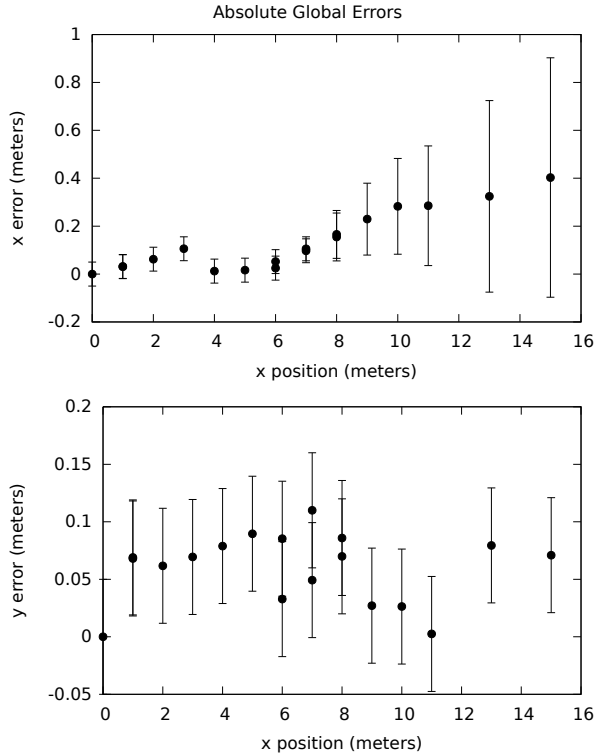 Absolute Global Errors
1
0.8
0.6
0.4
0.2
0
-0.2
x error (meters)
0 2 4 6 8 10 12 14 16
x position (meters)
0.2
0.15
0.1
0.05
0
-0.05
y error (meters)
0 2 4 6 8 10 12 14 16
x position (meters)